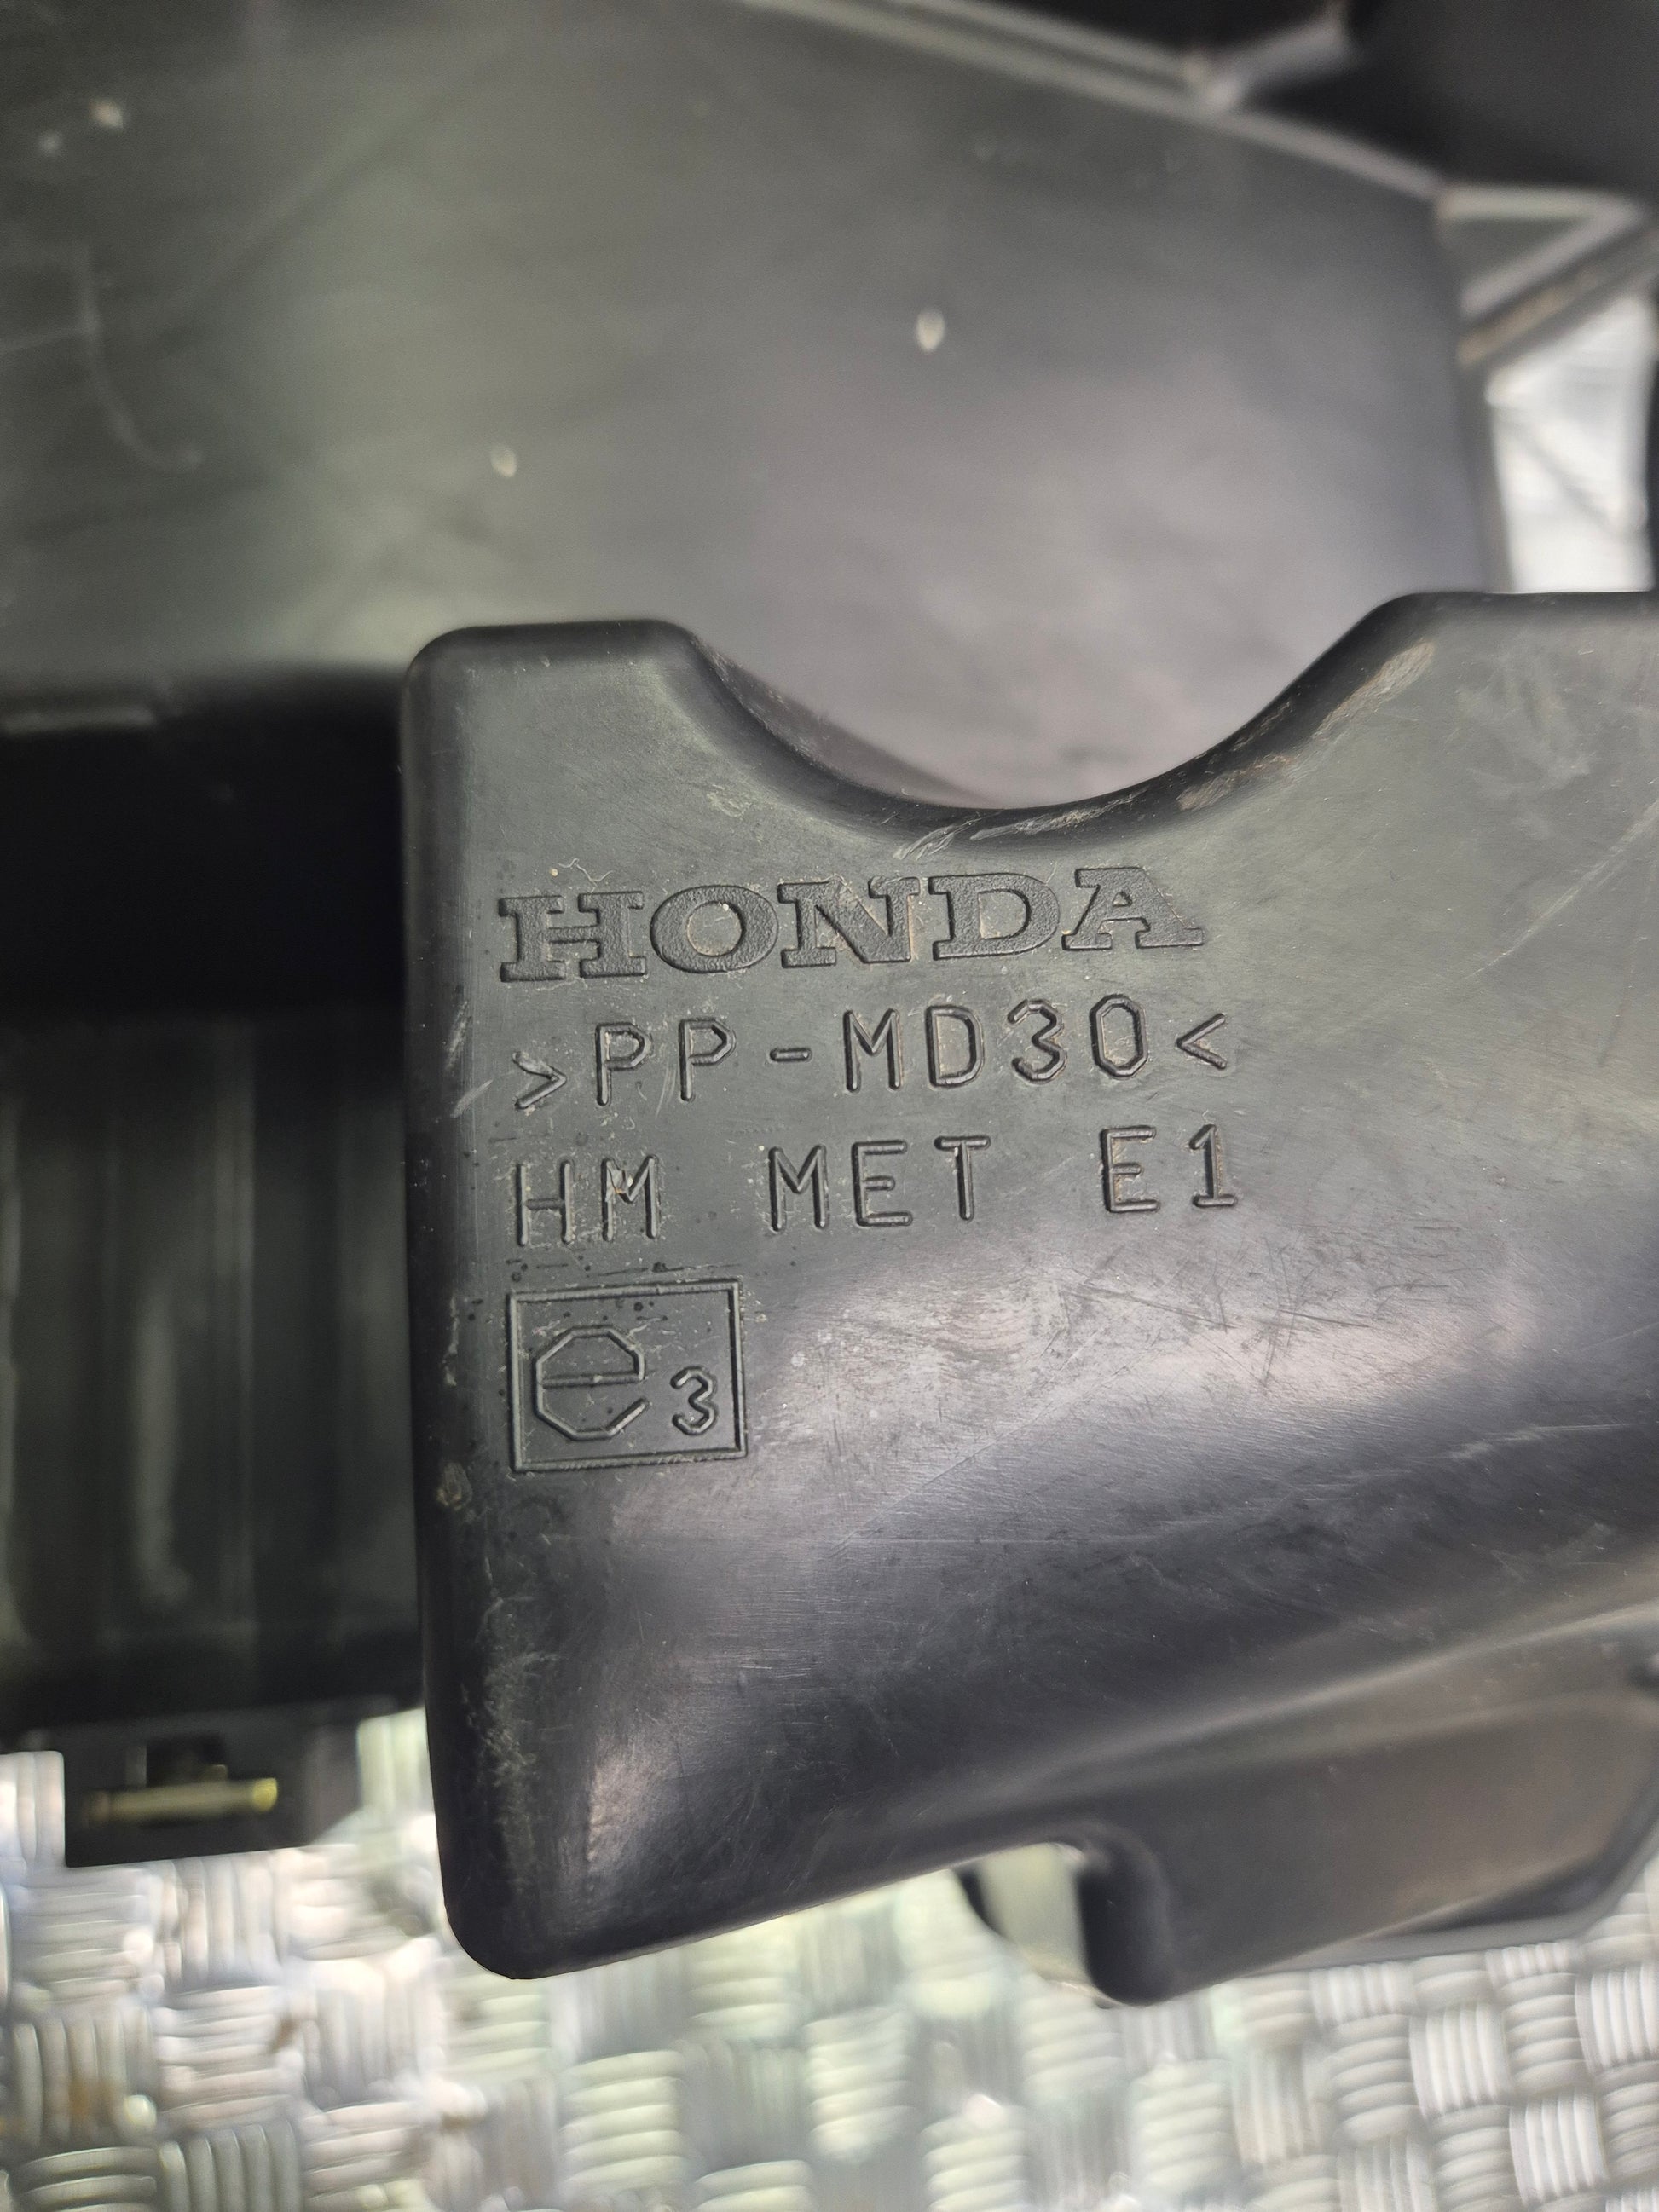 HONDA
>PP-MD30<
HM MET E1
e3